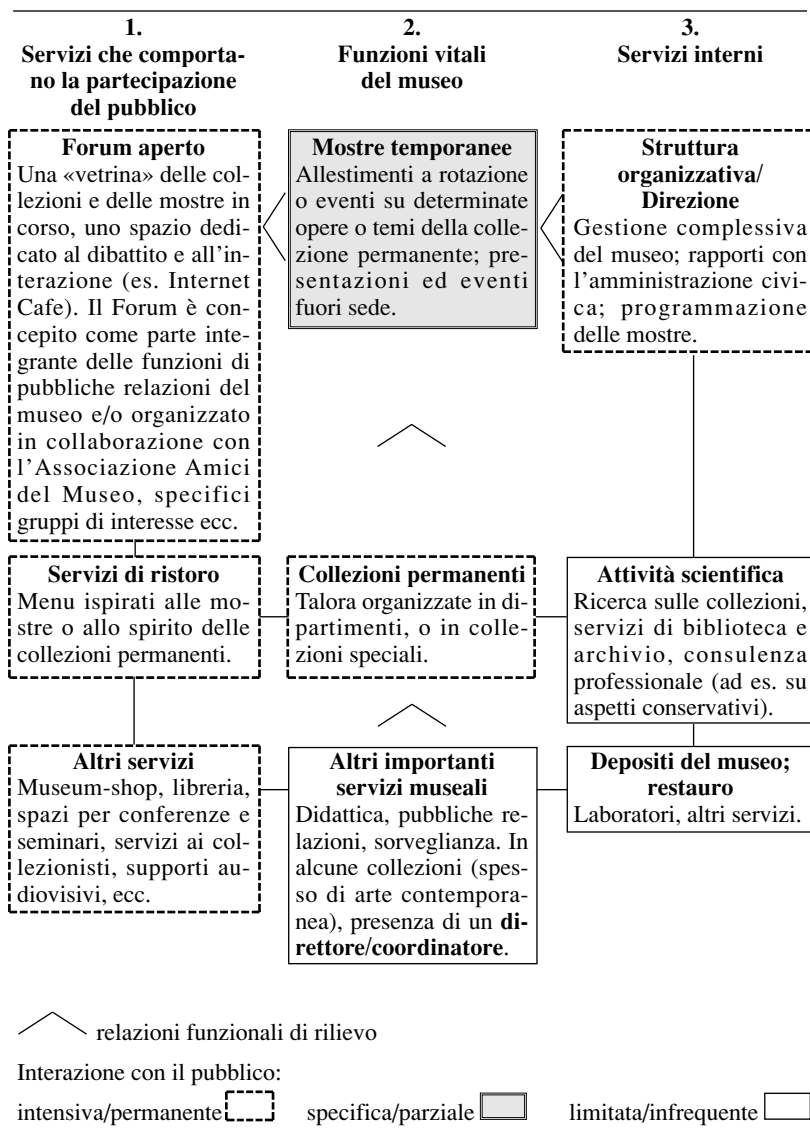 1.
Servizi che comporta-
no la partecipazione
del pubblico
2.
Funzioni vitali
del museo
3.
Servizi interni
Forum aperto
Una «vetrina» delle col-
lezioni e delle mostre in
corso, uno spazio dedi-
cato al dibattito e all'in-
terazione (es. Internet
Cafe). Il Forum è con-
cepito come parte inte-
grante delle funzioni di
pubbliche relazioni del
museo e/o organizzato
in collaborazione con
l'Associazione Amici
del Museo, specifici
gruppi di interesse ecc.
Mostre temporanee
Allestimenti a rotazione
o eventi su determinate
opere o temi della colle-
zione permanente; pre-
sentazioni ed eventi
fuori sede.
Struttura
organizzativa/
Direzione
Gestione complessiva
del museo; rapporti con
l'amministrazione civi-
ca; programmazione
delle mostre.
Servizi di ristoro
Menu ispirati alle mo-
stre o allo spirito delle
collezioni permanenti.
Collezioni permanenti
Talora organizzate in di-
partimenti, o in colle-
zioni speciali.
Attività scientifica
Ricerca sulle collezioni,
servizi di biblioteca e
archivio, consulenza
professionale (ad es. su
aspetti conservativi).
Altri servizi
Museum-shop, libreria,
spazi per conferenze e
seminari, servizi ai col-
lezionisti, supporti au-
diovisivi, ecc.
Altri importanti
servizi museali
Didattica, pubbliche re-
lazioni, sorveglianza. In
alcune collezioni (spes-
so di arte contempora-
nea), presenza di un di-
rettore/coordinatore.
Depositi del museo;
restauro
Laboratori, altri servizi.
relazioni funzionali di rilievo
Interazione con il pubblico:
intensiva/permanente specifica/parziale limitata/infrequente